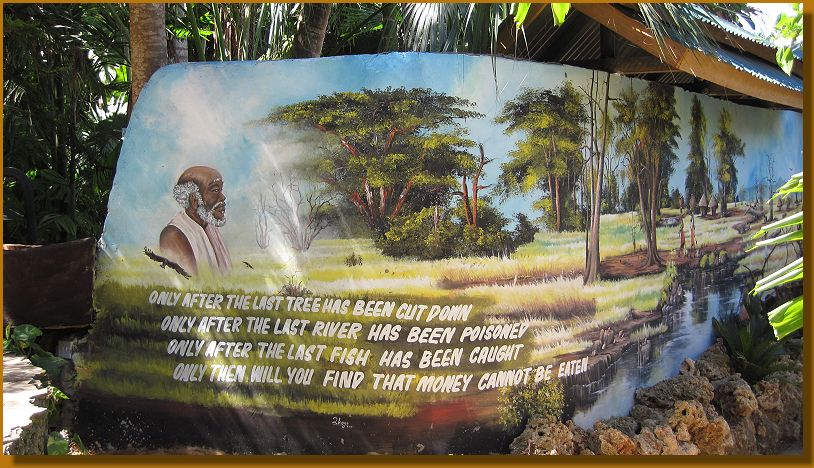 ONLY AFTER THE LAST TREE HAS BEEN CUT DOWN
ONLY AFTER THE LAST RIVER HAS BEEN POISONED
ONLY AFTER THE LAST FISH HAS BEEN CAUGHT
ONLY THEN WILL YOU FIND THAT MONEY CANNOT BE EATEN